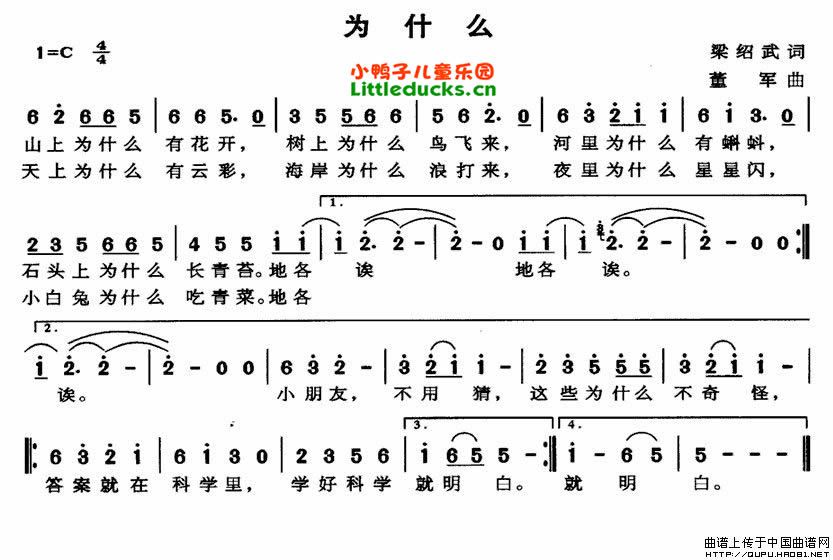 为什么
1=C 4/4
梁绍武 词
小鸭子儿童乐园
董 军 曲
Littleducks.cn
6 2 6 6 5 | 6 6 5. 0 | 3 5 5 6 6 | 5 6 2. 0 | 6 3 2 1 1 | 6 1 3. 0 |
山上为什么 有花开, 树上为什么 鸟飞来, 河里为什么 有蝌蚪,
天上为什么 有云彩, 海岸为什么 浪打来, 夜里为什么 星星闪,
1.
2 3 5 6 6 5 | 4 5 5 1 1 | 1 2. 2 - | 2 - 0 1 1 | 1 3 2. 2 - | 2 - 0 0 :||
石头上为什么 长青苔。地各 诶 地各 诶。
小白兔为什么 吃青菜。地各
2.
1 2. 2 - | 2 - 0 0 | 6 3 2 - | 3 2 1 1 - | 2 3 5 5 5 | 3 2 1 6 - |
诶。 小朋友, 不用猜, 这些为什么 不奇怪,
3. 4.
||: 6 3 2 1 | 6 1 3 0 | 2 3 5 6 | 1 6 5 5 - :|| 1 - 6 5 | 5 - - - ||
答案就在 科学里, 学好科学 就明白。就 明 白。
曲谱上传于中国曲谱网
HTTP://QUPU.HAO81.NET